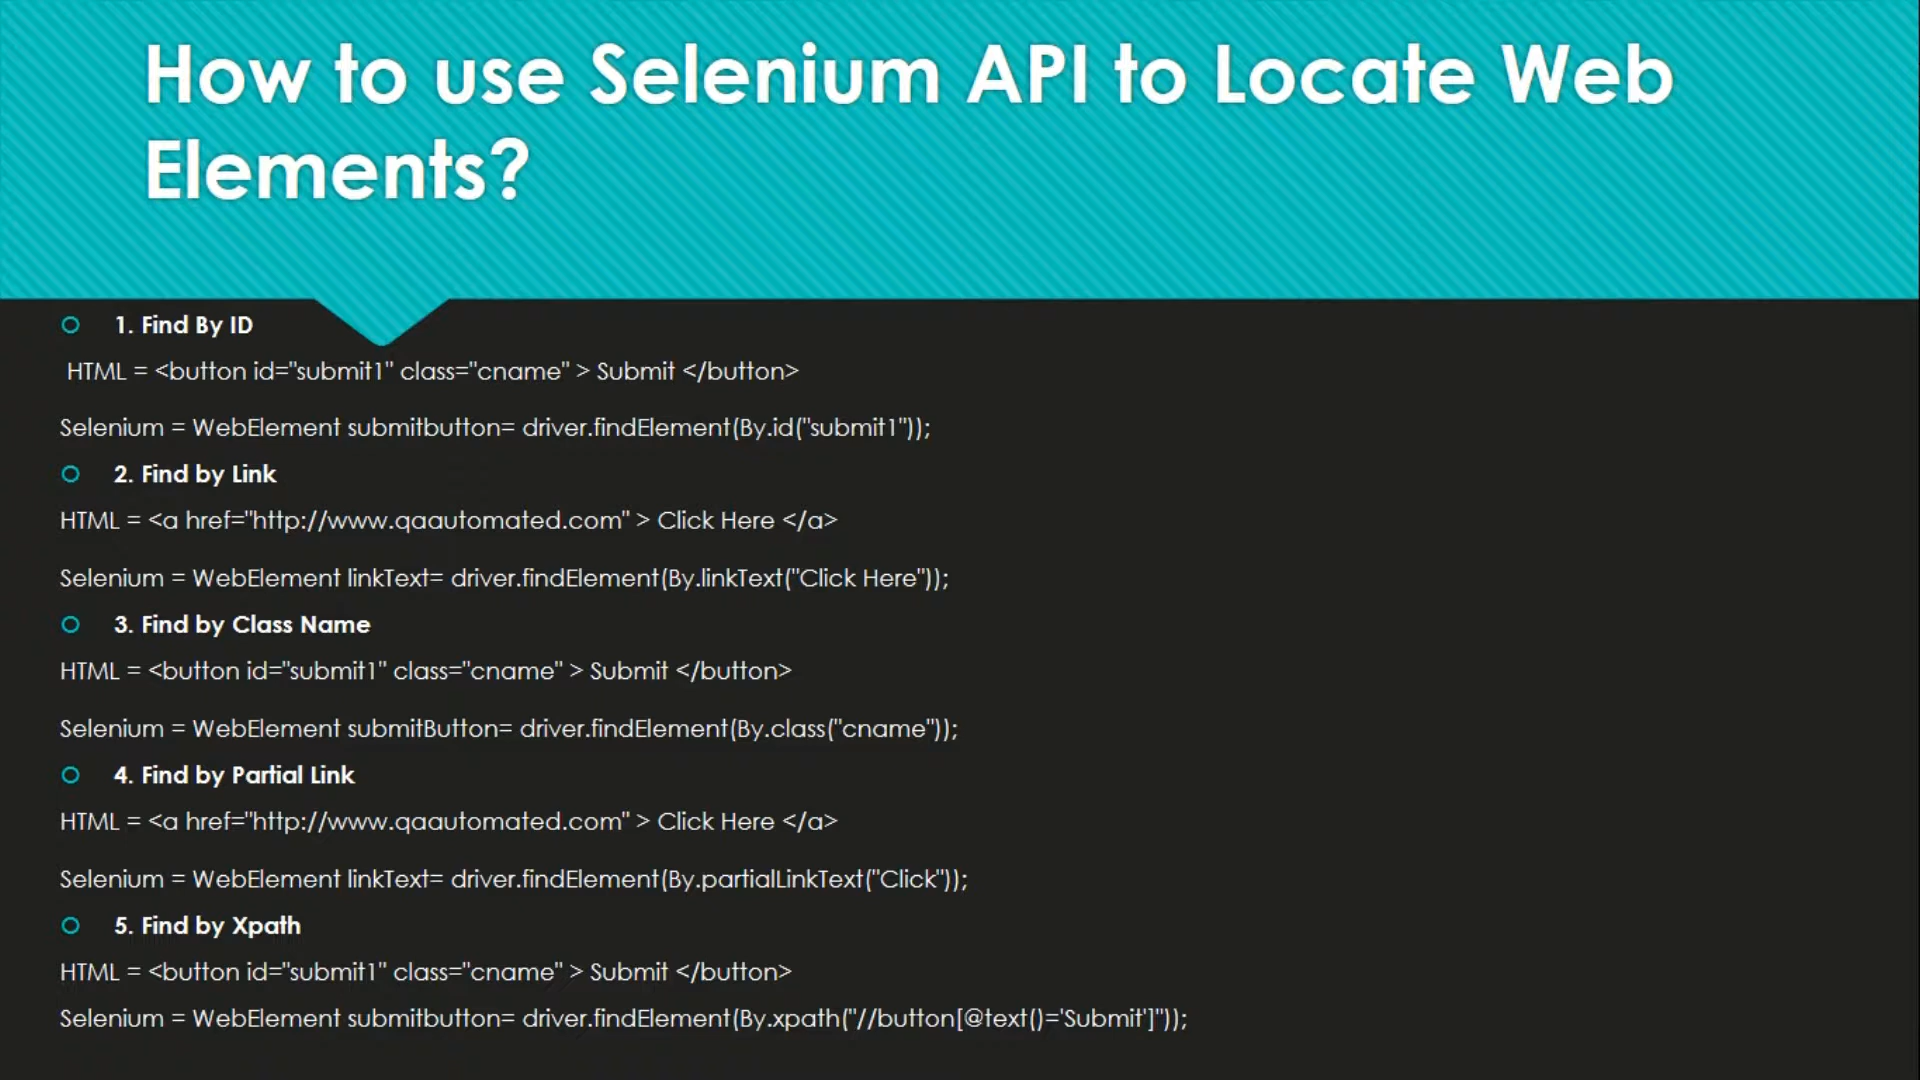 How to use Selenium API to Locate Web
Elements?
1. Find By ID
HTML = <button id="submit1" class="cname" > Submit </button>
Selenium = WebElement submitbutton= driver.findElement(By.id("submit1"));
2. Find by Link
HTML = <a href="http://www.qaautomated.com" > Click Here </a>
Selenium = WebElement linkText= driver.findElement(By.linkText("Click Here"));
3. Find by Class Name
HTML = <button id="submit1" class="cname" > Submit </button>
Selenium = WebElement submitButton= driver.findElement(By.class("cname"));
4. Find by Partial Link
HTML = <a href="http://www.qaautomated.com" > Click Here </a>
Selenium = WebElement linkText= driver.findElement(By.partialLinkText("Click"));
5. Find by Xpath
HTML = <button id="submit1" class="cname" > Submit </button>
Selenium = WebElement submitbutton= driver.findElement(By.xpath("//button[@text()='Submit']"));